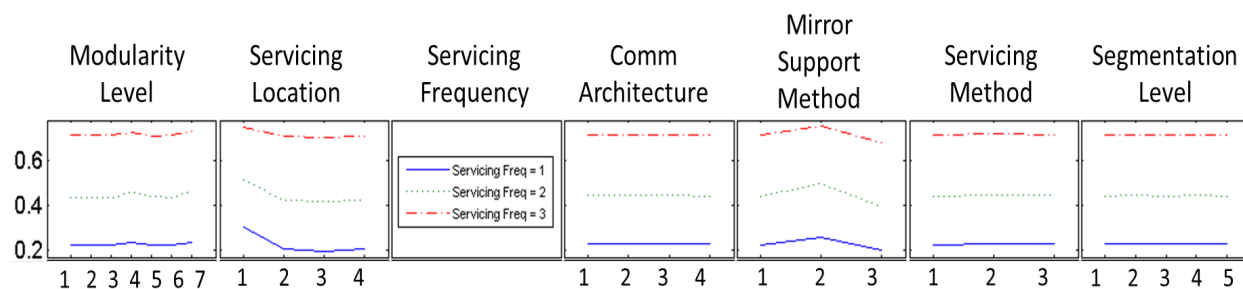 Modularity
Level
Servicing
Location
Servicing
Frequency
Comm
Architecture
Mirror
Support
Method
Servicing
Method
Segmentation
Level
0.6
0.4
0.2
Servicing Freq = 1
Servicing Freq = 2
Servicing Freq = 3
1 2 3 4 5 6 7
1 2 3 4
1 2 3 4
1 2 3
1 2 3
1 2 3 4 5